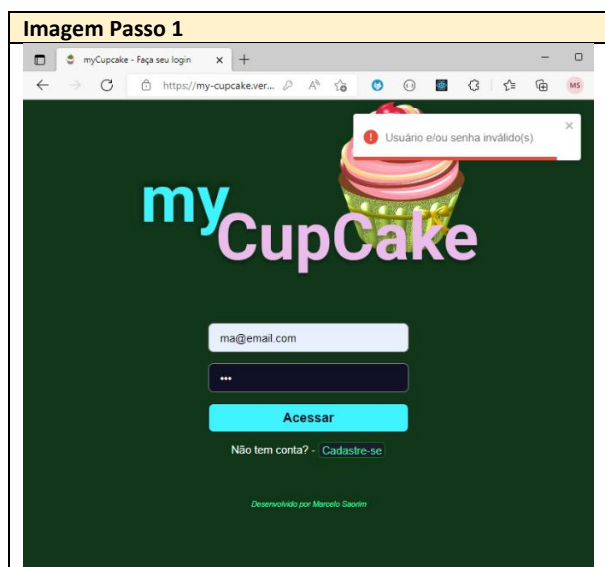 Imagem Passo 1
myCupcake - Faça seu login
https://my-cupcake.ver...
MS
Usuário e/ou senha inválido(s)
my
CupCake
ma@email.com
•••
Acessar
Não tem conta? - Cadastre-se
Desenvolvido por Marcelo Saorim